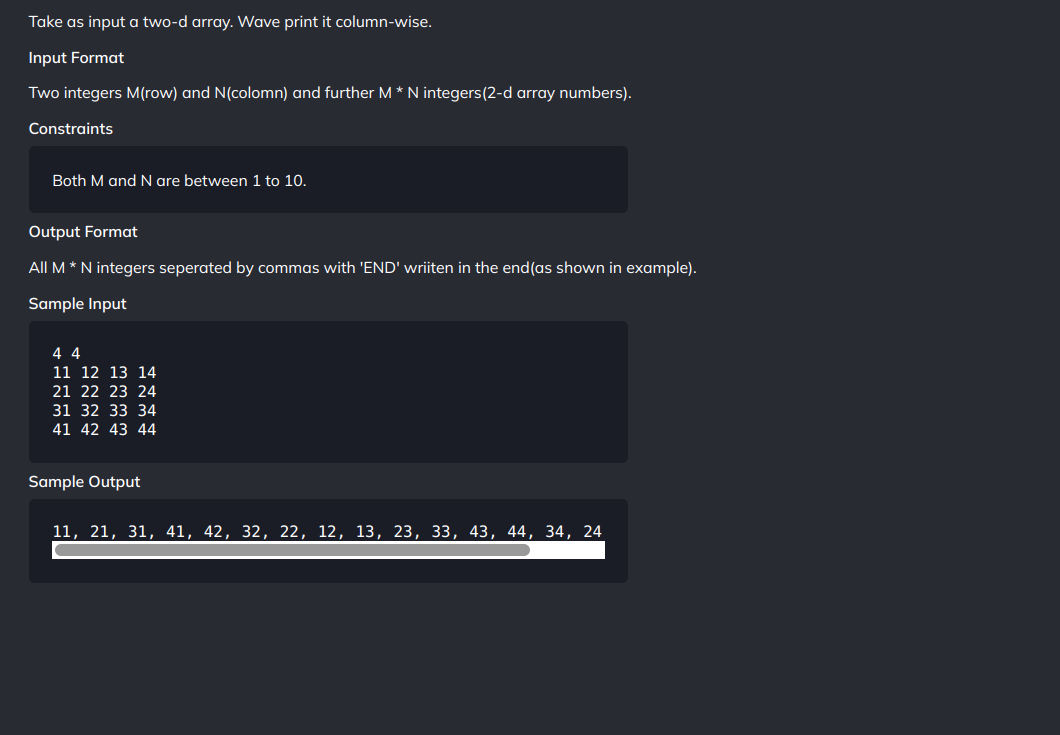 Take as input a two-d array. Wave print it column-wise.
Input Format
Two integers M(row) and N(colomn) and further M * N integers(2-d array numbers).
Constraints
Both M and N are between 1 to 10.
Output Format
All M * N integers seperated by commas with 'END' wriiten in the end(as shown in example).
Sample Input
4 4
11 12 13 14
21 22 23 24
31 32 33 34
41 42 43 44
Sample Output
11, 21, 31, 41, 42, 32, 22, 12, 13, 23, 33, 43, 44, 34, 24